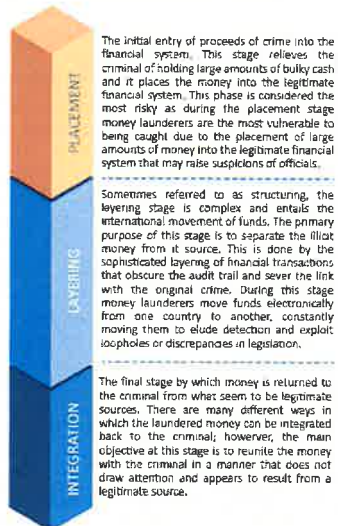 PLACEMENT
The initial entry of proceeds of crime into the
financial system. This stage relieves the
criminal of holding large amounts of bulky cash
and it places the money into the legitimate
financial system. This phase is considered the
most risky as during the placement stage
money launderers are the most vulnerable to
being caught due to the placement of large
amounts of money into the legitimate financial
system that may raise suspicions of officials.
LAYERING
Sometimes referred to as structuring, the
layering stage is complex and entails the
international movement of funds. The primary
purpose of this stage is to separate the illicit
money from it source. This is done by the
sophisticated layering of financial transactions
that obscure the audit trail and sever the link
with the original crime. During this stage
money launderers move funds electronically
from one country to another, constantly
moving them to elude detection and exploit
loopholes or discrepancies in legislation.
INTEGRATION
The final stage by which money is returned to
the criminal from what seem to be legitimate
sources. There are many different ways in
which the laundered money can be integrated
back to the criminal; however, the main
objective at this stage is to reunite the money
with the criminal in a manner that does not
draw attention and appears to result from a
legitimate source.